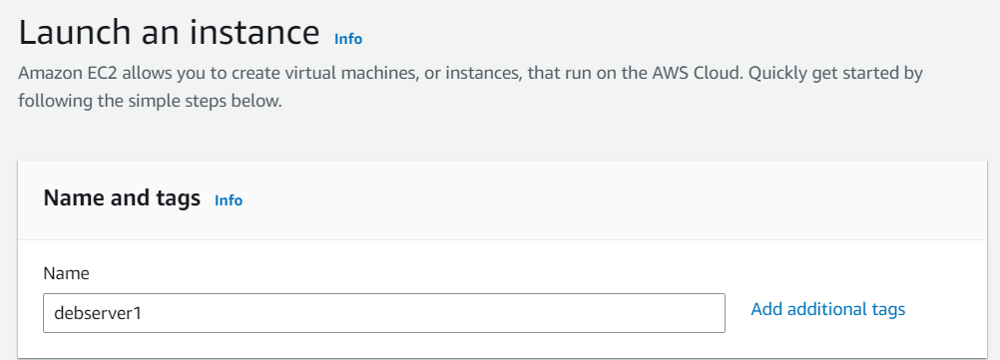 Launch an instance Info
Amazon EC2 allows you to create virtual machines, or instances, that run on the AWS Cloud. Quickly get started by
following the simple steps below.
Name and tags Info
Name
debserver1 Add additional tags